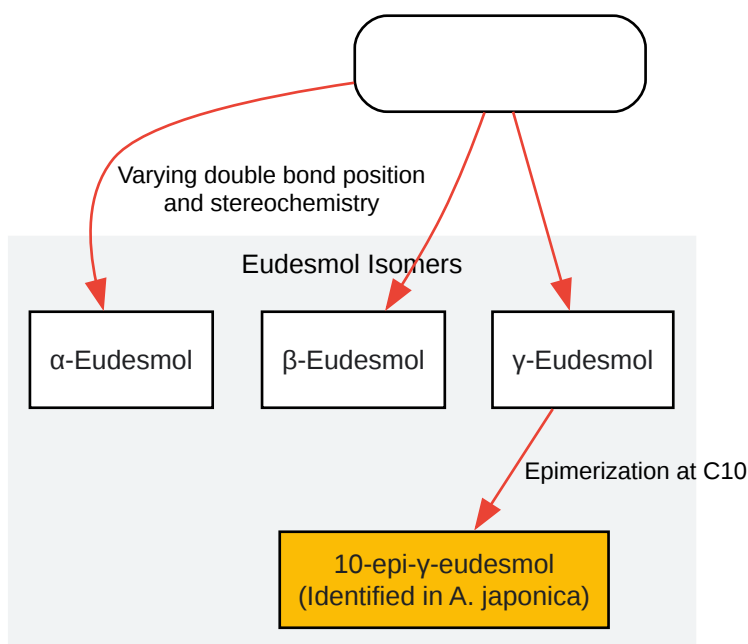 Varying double bond position
and stereochemistry
Eudesmol Isomers
α-Eudesmol
β-Eudesmol
γ-Eudesmol
Epimerization at C10
10-epi-γ-eudesmol
(Identified in A. japonica)